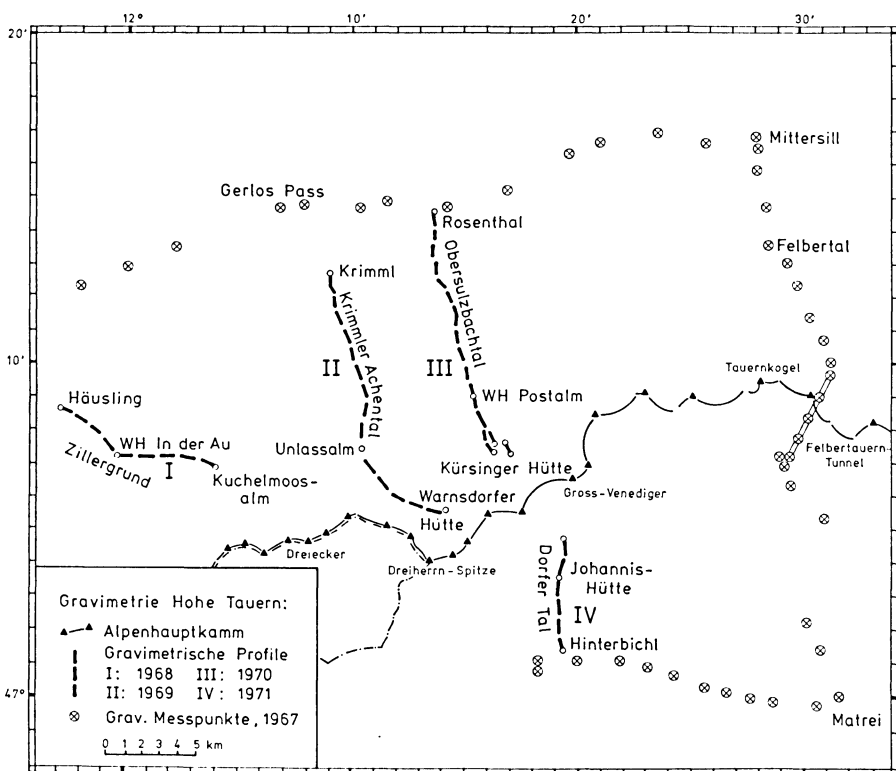 12° 10' 20' 30'
20'
Mittersill
Gerlos Pass
Rosenthal
Felbertal
Krimml
Obersulzbachtal
Krimmler Achental
10'
II
III
Tauernkogel
Häusling
WH Postalm
WH In der Au
Unlassalm
Felbertauern-
Tunnel
Zillergrund
I
Kuchelmoos-
alm
Kürsinger Hütte
Warnsdorfer
Hütte
Gross-Venediger
Dreiecker
Dreiherrn-Spitze
Johannis-
Hütte
Dorfer Tal
IV
Hinterbichl
47°
Matrei
Gravimetrie Hohe Tauern:
Alpenhauptkamm
Gravimetrische Profile
I: 1968 III: 1970
II: 1969 IV: 1971
Grav. Messpunkte, 1967
0 1 2 3 4 5 km